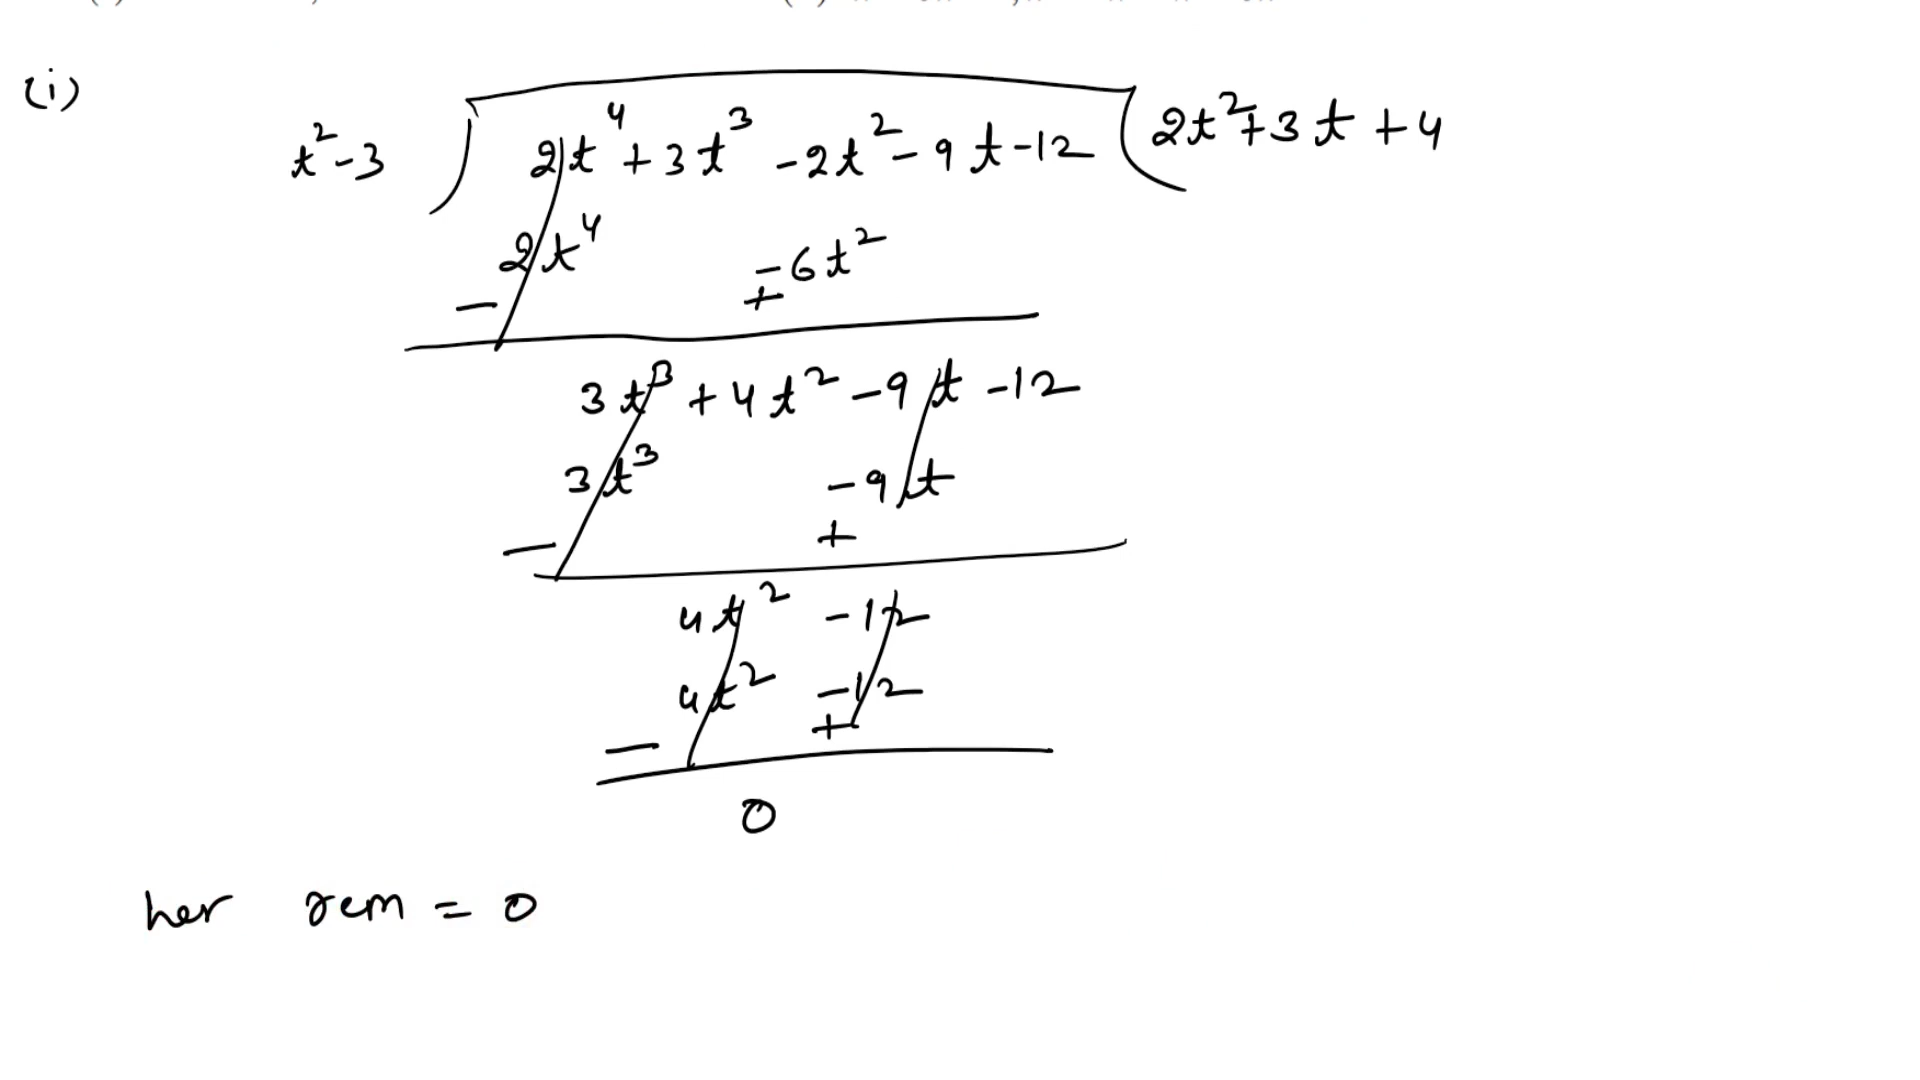 (i)
t²-3 ) 2t⁴+3t³-2t²-9t-12 ( 2t²+3t+4
2t⁴ -6t²
- +
3t³+4t²-9t-12
3t³ -9t
- +
4t² -12
4t² -12
- +
0
her rem = 0